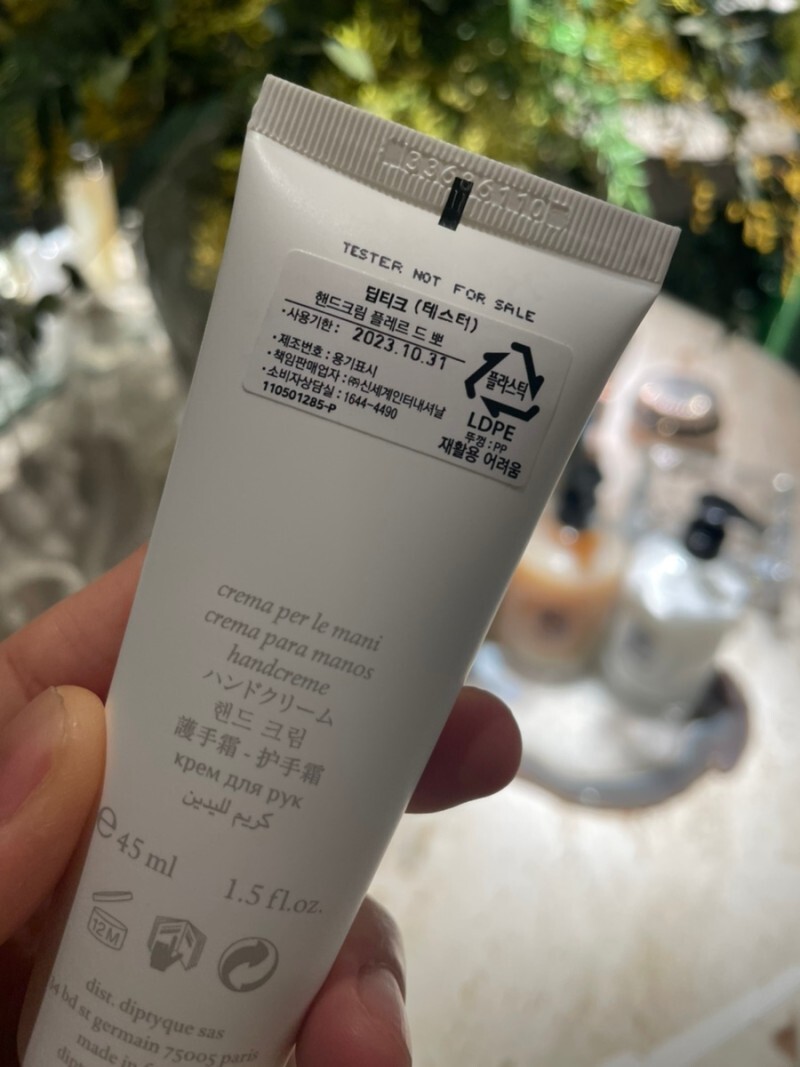 TESTER NOT FOR SALE
딥티크 (테스터)
핸드크림 플레르 드 뽀
·사용기한 : 2023.10.31
·제조번호 : 용기표시
·책임판매업자 : ㈜신세계인터내셔날
·소비자상담실 : 1644-4490
110501285-P
플라스틱
LDPE
뚜껑 : PP
재활용 어려움
crema per le mani
crema para manos
handcreme
ハンドクリーム
핸드 크림
護手霜 - 护手霜
крем для рук
كريم لليدين
e 45 ml 1.5 fl.oz.
12M
dist. diptyque sas
34 bd st germain 75005 paris
made in